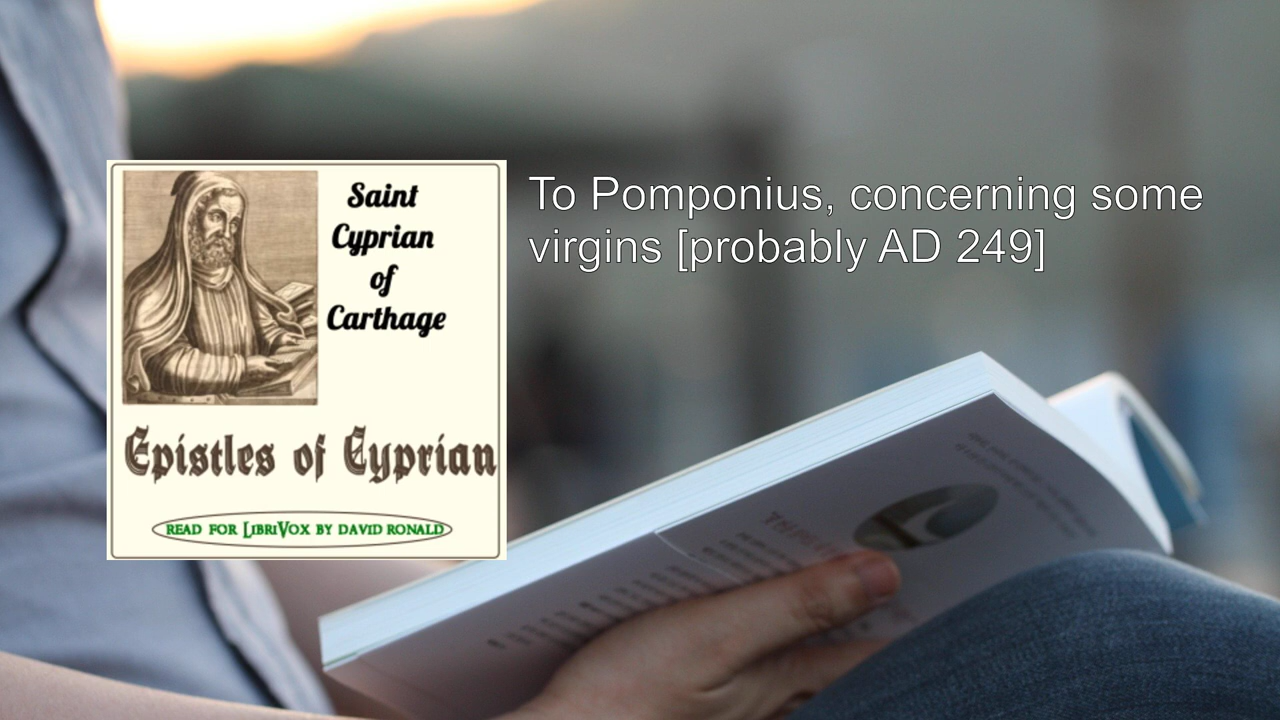 Saint
Cyprian
of
Carthage
Epistles of Cyprian
READ FOR LIBRIVOX BY DAVID RONALD
To Pomponius, concerning some
virgins [probably AD 249]